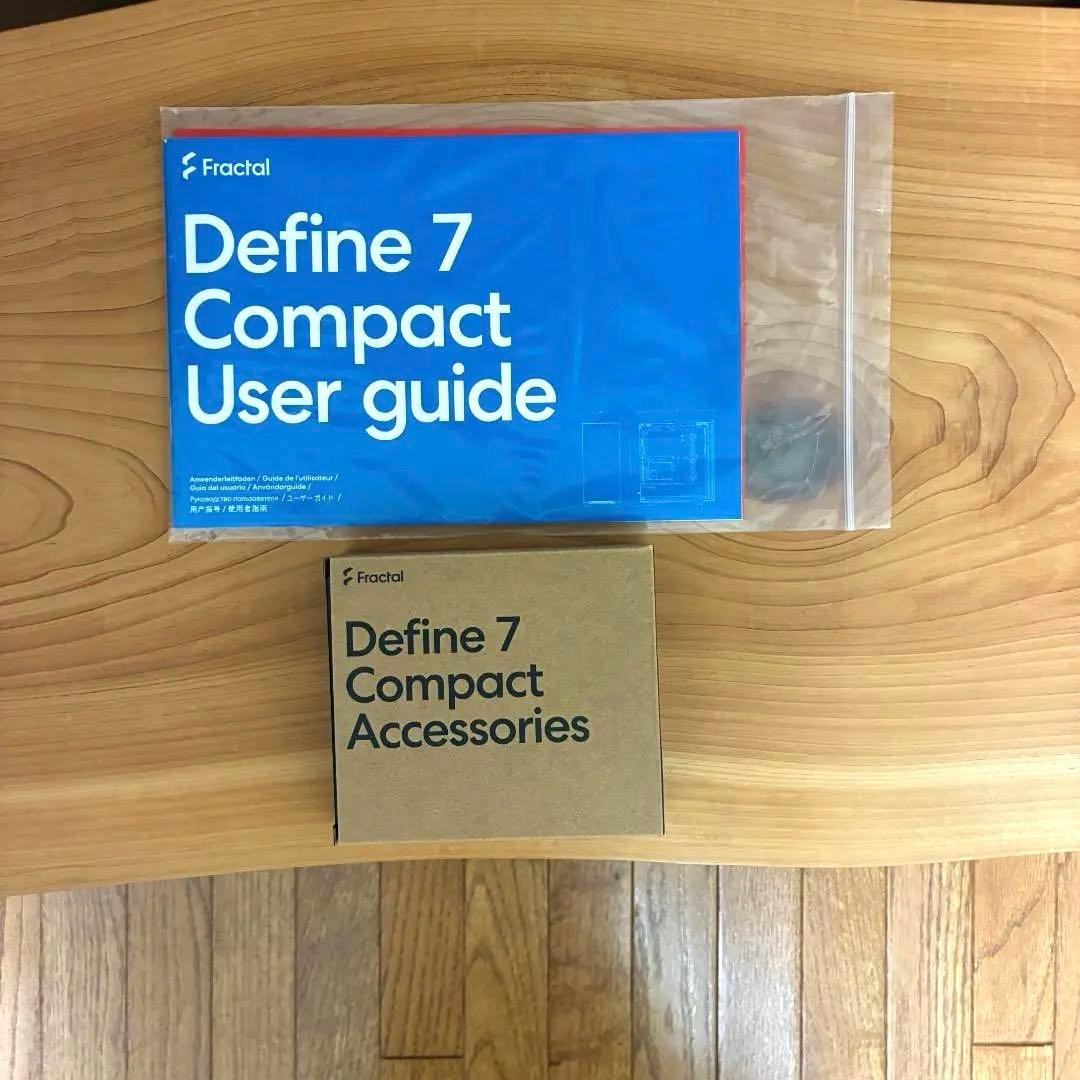 Fractal
Define 7
Compact
User guide
Anwenderleitfaden / Guide de l'utilisateur /
Guía del usuario / Användarguide /
Руководство пользователя / ユーザーガイド /
用户指号 / 使用者指南
Fractal
Define 7
Compact
Accessories